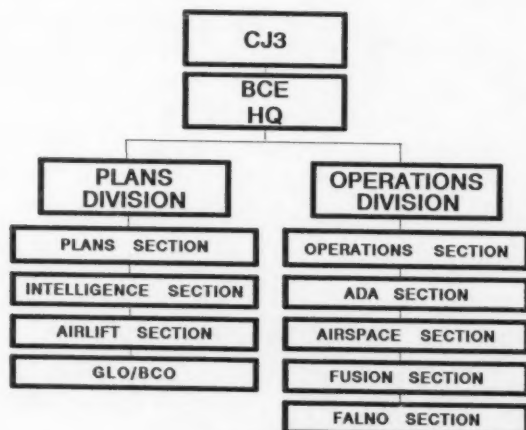 CJ3
BCE
HQ
PLANS
DIVISION
PLANS SECTION
INTELLIGENCE SECTION
AIRLIFT SECTION
GLO/BCO
OPERATIONS
DIVISION
OPERATIONS SECTION
ADA SECTION
AIRSPACE SECTION
FUSION SECTION
FALNO SECTION